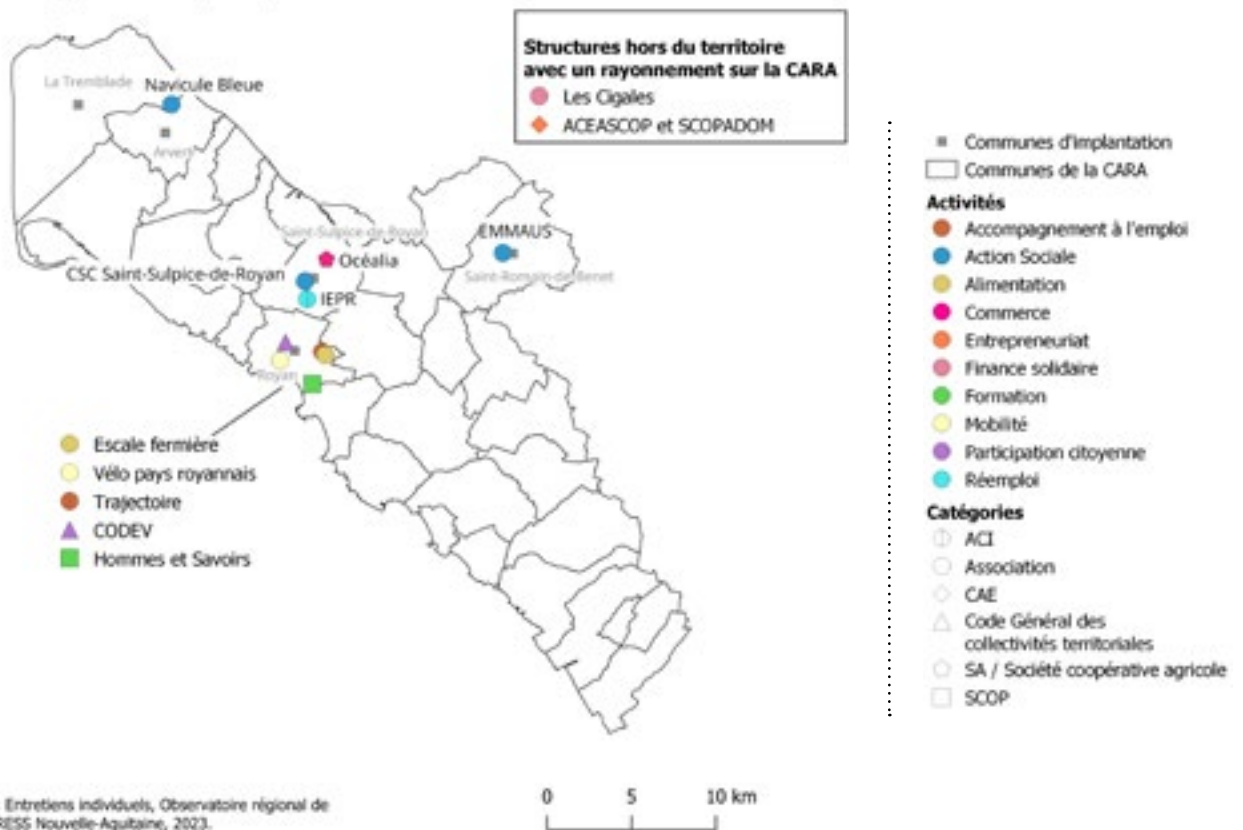 Structures hors du territoire
avec un rayonnement sur la CARA
Les Cigales
ACEASCOP et SCOPADOM
La Tremblade
Navicule Bleue
Arvert
Saint-Sulpice-de-Royan
EMMAUS
Océalia
CSC Saint-Sulpice-de-Royan
Saint-Romain-de-Benet
IEPR
Royan
Escale fermière
Vélo pays royannais
Trajectoire
CODEV
Hommes et Savoirs
Communes d'implantation
Communes de la CARA
Activités
Accompagnement à l'emploi
Action Sociale
Alimentation
Commerce
Entrepreneuriat
Finance solidaire
Formation
Mobilité
Participation citoyenne
Réemploi
Catégories
ACI
Association
CAE
Code Général des
collectivités territoriales
SA / Société coopérative agricole
SCOP
Entretiens individuels, Observatoire régional de
RESS Nouvelle-Aquitaine, 2023.
0 5 10 km